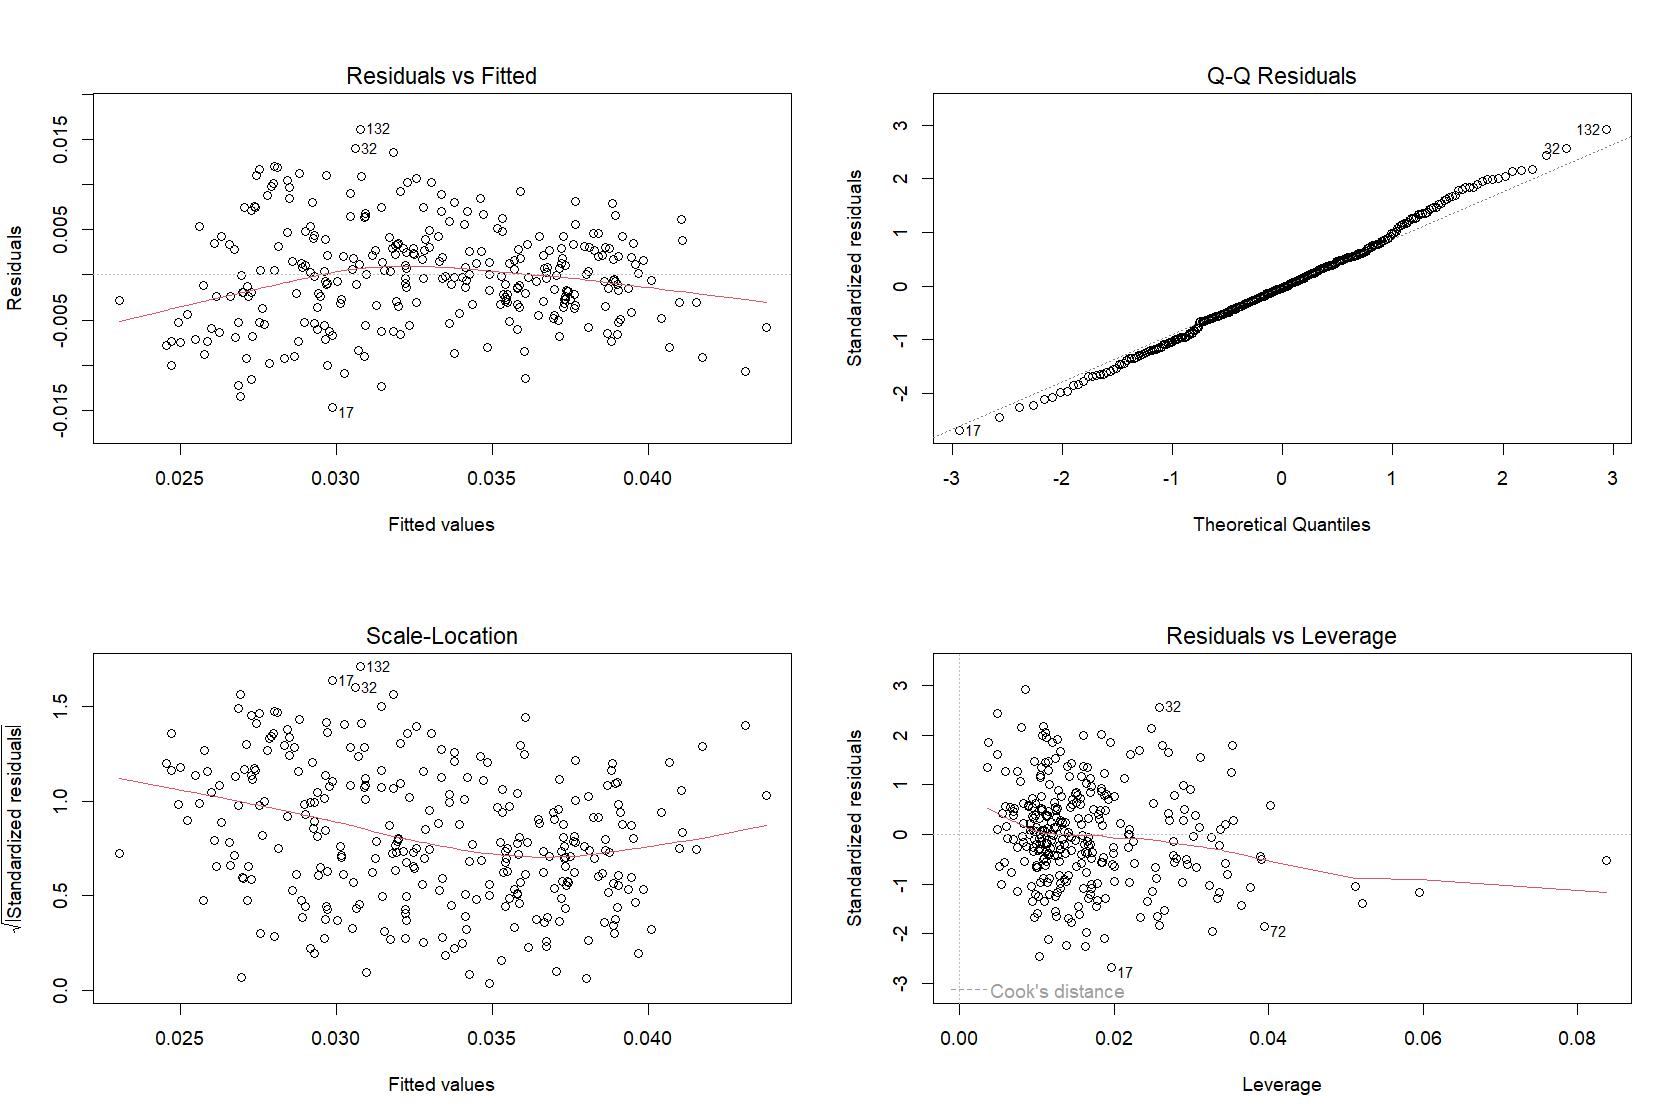 Residuals vs Fitted
Residuals
0.015
0.005
-0.005
-0.015
132
32
17
0.025 0.030 0.035 0.040
Fitted values
Q-Q Residuals
Standardized residuals
3
2
1
0
-1
-2
132
32
17
-3 -2 -1 0 1 2 3
Theoretical Quantiles
Scale-Location
√|Standardized residuals|
1.5
1.0
0.5
0.0
132
17
32
0.025 0.030 0.035 0.040
Fitted values
Residuals vs Leverage
Standardized residuals
3
2
1
0
-1
-2
-3
32
72
17
Cook's distance
0.00 0.02 0.04 0.06 0.08
Leverage